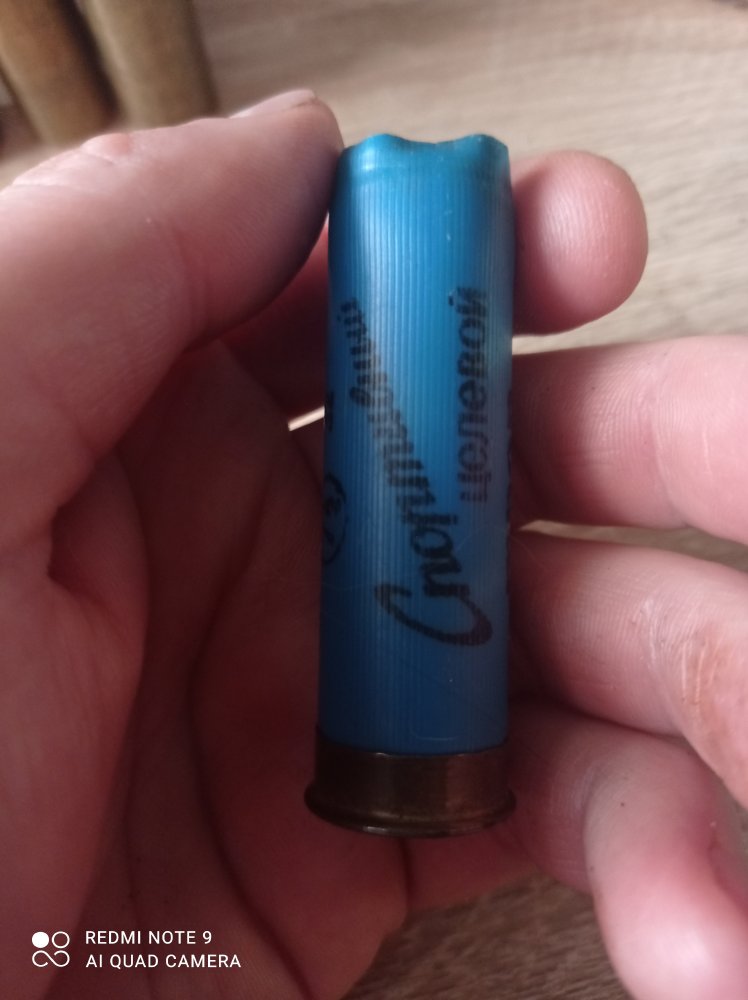 Спортивный
целевой
REDMI NOTE 9
AI QUAD CAMERA